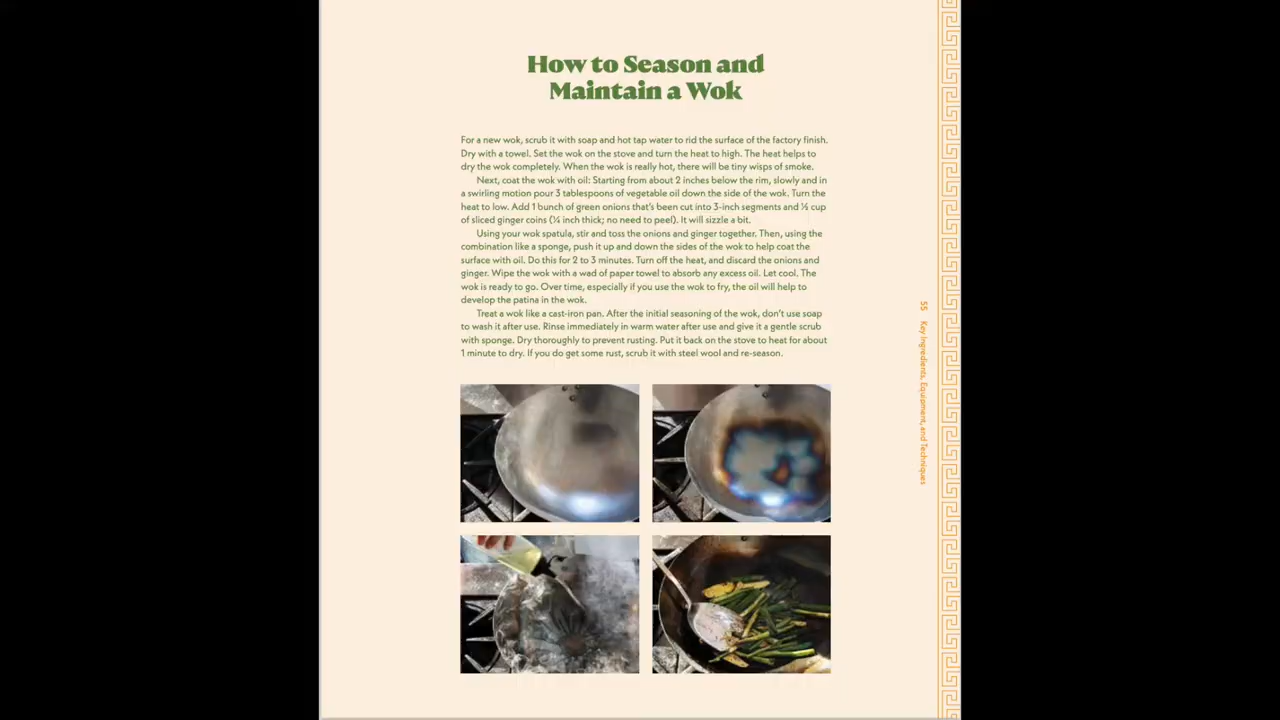 How to Season and
Maintain a Wok
For a new wok, scrub it with soap and hot tap water to rid the surface of the factory finish.
Dry with a towel. Set the wok on the stove and turn the heat to high. The heat helps to
dry the wok completely. When the wok is really hot, there will be tiny wisps of smoke.
Next, coat the wok with oil: Starting from about 2 inches below the rim, slowly and in
a swirling motion pour 3 tablespoons of vegetable oil down the side of the wok. Turn the
heat to low. Add 1 bunch of green onions that's been cut into 3-inch segments and ½ cup
of sliced ginger coins (¼ inch thick; no need to peel). It will sizzle a bit.
Using your wok spatula, stir and toss the onions and ginger together. Then, using the
combination like a sponge, push it up and down the sides of the wok to help coat the
surface with oil. Do this for 2 to 3 minutes. Turn off the heat, and discard the onions and
ginger. Wipe the wok with a wad of paper towel to absorb any excess oil. Let cool. The
wok is ready to go. Over time, especially if you use the wok to fry, the oil will help to
develop the patina in the wok.
Treat a wok like a cast-iron pan. After the initial seasoning of the wok, don't use soap
to wash it after use. Rinse immediately in warm water after use and give it a gentle scrub
with sponge. Dry thoroughly to prevent rusting. Put it back on the stove to heat for about
1 minute to dry. If you do get some rust, scrub it with steel wool and re-season.
55 Key Ingredients, Equipment, and Techniques